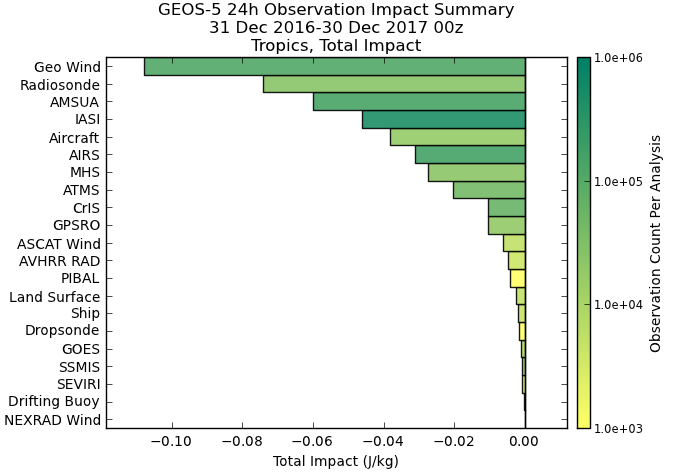 GEOS-5 24h Observation Impact Summary
31 Dec 2016-30 Dec 2017 00z
Tropics, Total Impact
Geo Wind
Radiosonde
AMSUA
IASI
Aircraft
AIRS
MHS
ATMS
CrIS
GPSRO
ASCAT Wind
AVHRR RAD
PIBAL
Land Surface
Ship
Dropsonde
GOES
SSMIS
SEVIRI
Drifting Buoy
NEXRAD Wind
−0.10 −0.08 −0.06 −0.04 −0.02 0.00
Total Impact (J/kg)
1.0e+06
1.0e+05
1.0e+04
1.0e+03
Observation Count Per Analysis